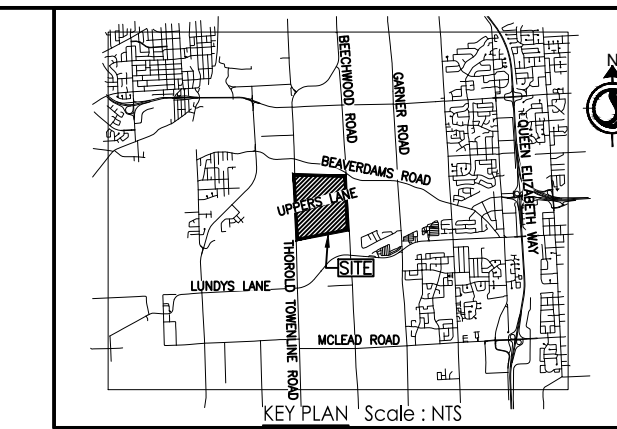 N
BEECHWOOD ROAD
GARNER ROAD
QUEEN ELIZABETH WAY
BEAVERDAMS ROAD
UPPERS LANE
THOROLD TOWENLINE ROAD
SITE
LUNDYS LANE
MCLEAD ROAD
KEY PLAN Scale : NTS